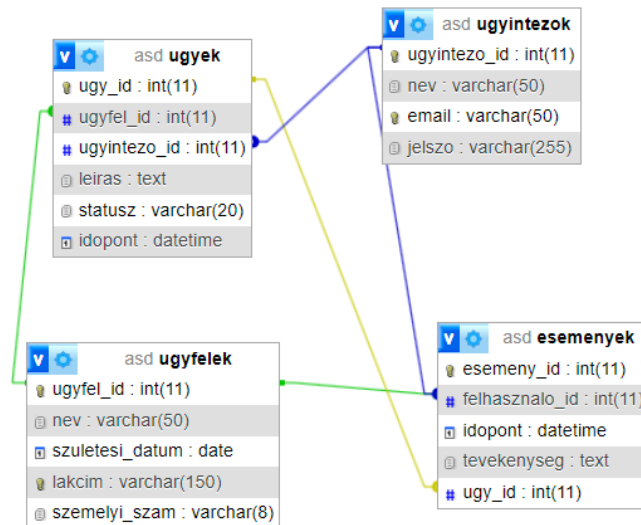 asd ugyek
ugy_id : int(11)
ugyfel_id : int(11)
ugyintezo_id : int(11)
leiras : text
statusz : varchar(20)
idopont : datetime
asd ugyintezok
ugyintezo_id : int(11)
nev : varchar(50)
email : varchar(50)
jelszo : varchar(255)
asd ugyfelek
ugyfel_id : int(11)
nev : varchar(50)
szuletesi_datum : date
lakcim : varchar(150)
szemelyi_szam : varchar(8)
asd esemenyek
esemeny_id : int(11)
felhasznalo_id : int(11)
idopont : datetime
tevekenyseg : text
ugy_id : int(11)